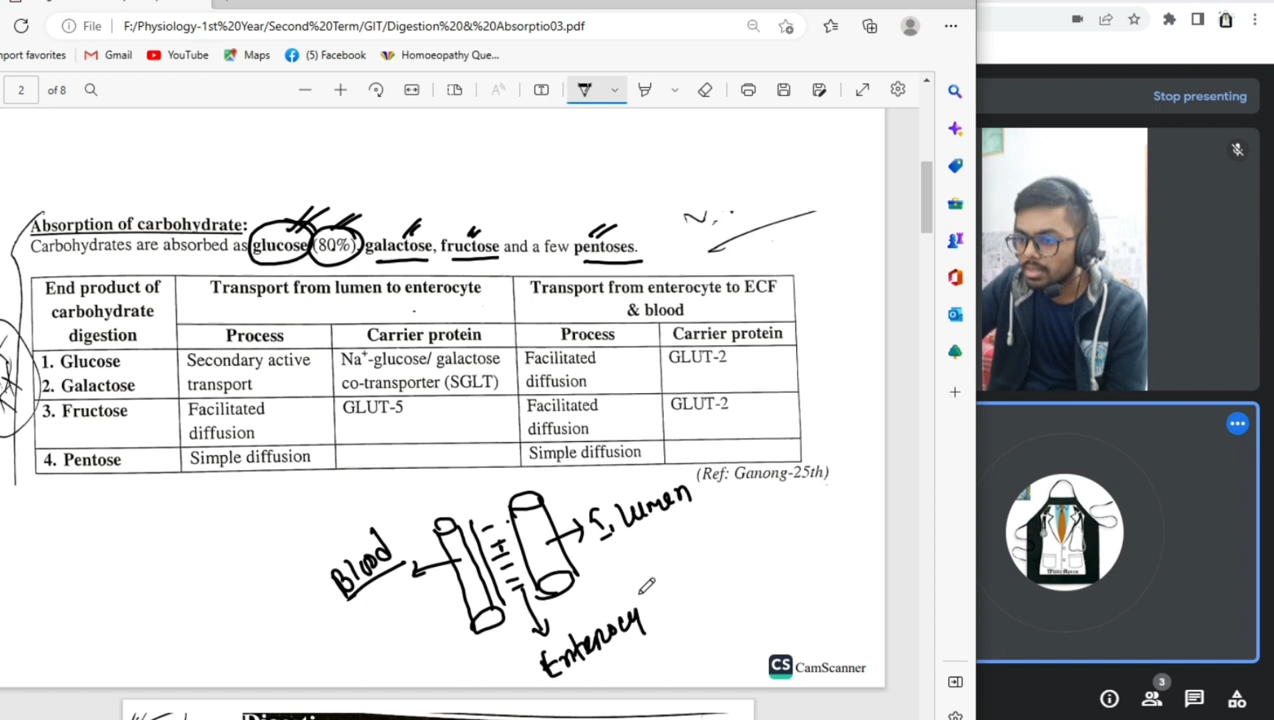 File
F:/Physiology-1st%20Year/Second%20Term/GIT/Digestion%20&%20Absorptio03.pdf
nport favorites
Gmail
YouTube
Maps
(5) Facebook
Homoeopathy Que...
2 of 8
Stop presenting
Absorption of carbohydrate:
Carbohydrates are absorbed as glucose (80%), galactose, fructose and a few pentoses.
End product of carbohydrate digestion
Transport from lumen to enterocyte
Transport from enterocyte to ECF & blood
Process
Carrier protein
Process
Carrier protein
1. Glucose
2. Galactose
Secondary active transport
Na+-glucose/ galactose co-transporter (SGLT)
Facilitated diffusion
GLUT-2
3. Fructose
Facilitated diffusion
GLUT-5
Facilitated diffusion
GLUT-2
4. Pentose
Simple diffusion
Simple diffusion
(Ref: Ganong-25th)
Blood
lumen
Enterocy
CS CamScanner
3